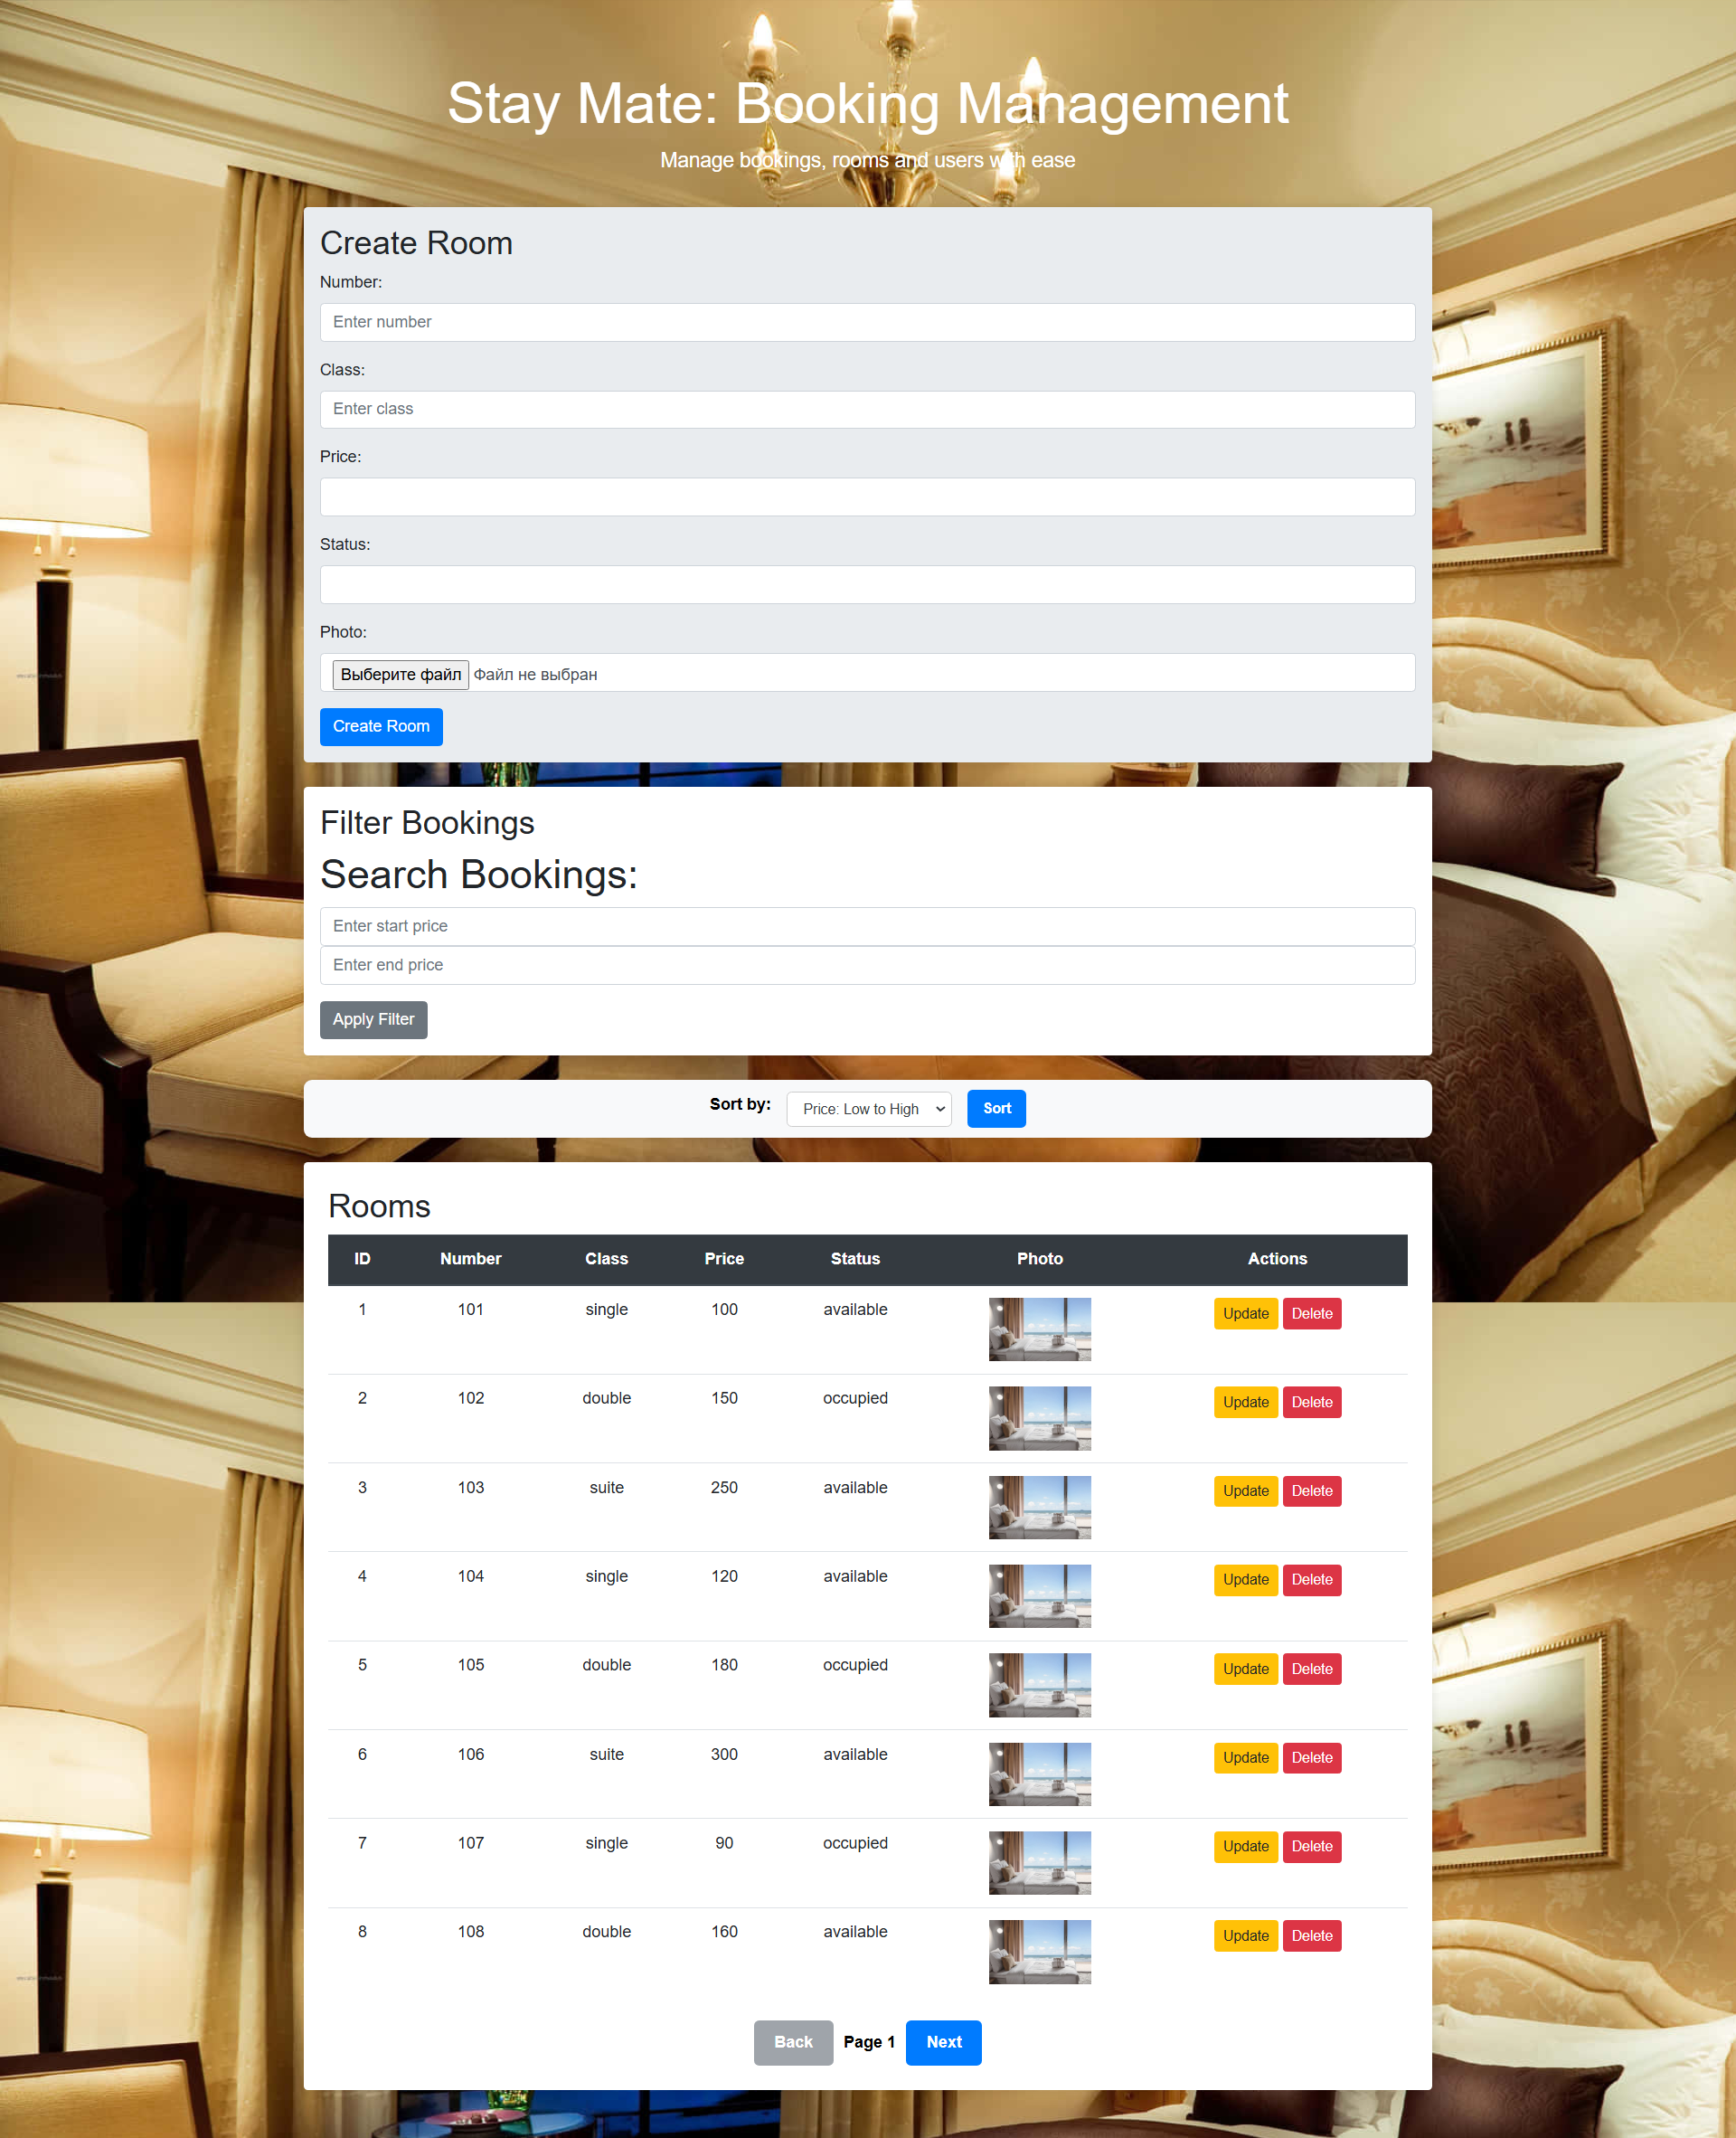 Stay Mate: Booking Management
Manage bookings, rooms and users with ease
Create Room
Number:
Enter number
Class:
Enter class
Price:
Status:
Photo:
Выберите файл Файл не выбран
Create Room
Filter Bookings
Search Bookings:
Enter start price
Enter end price
Apply Filter
Sort by: Price: Low to High Sort
Rooms
ID Number Class Price Status Photo Actions
1 101 single 100 available Update Delete
2 102 double 150 occupied Update Delete
3 103 suite 250 available Update Delete
4 104 single 120 available Update Delete
5 105 double 180 occupied Update Delete
6 106 suite 300 available Update Delete
7 107 single 90 occupied Update Delete
8 108 double 160 available Update Delete
Back Page 1 Next